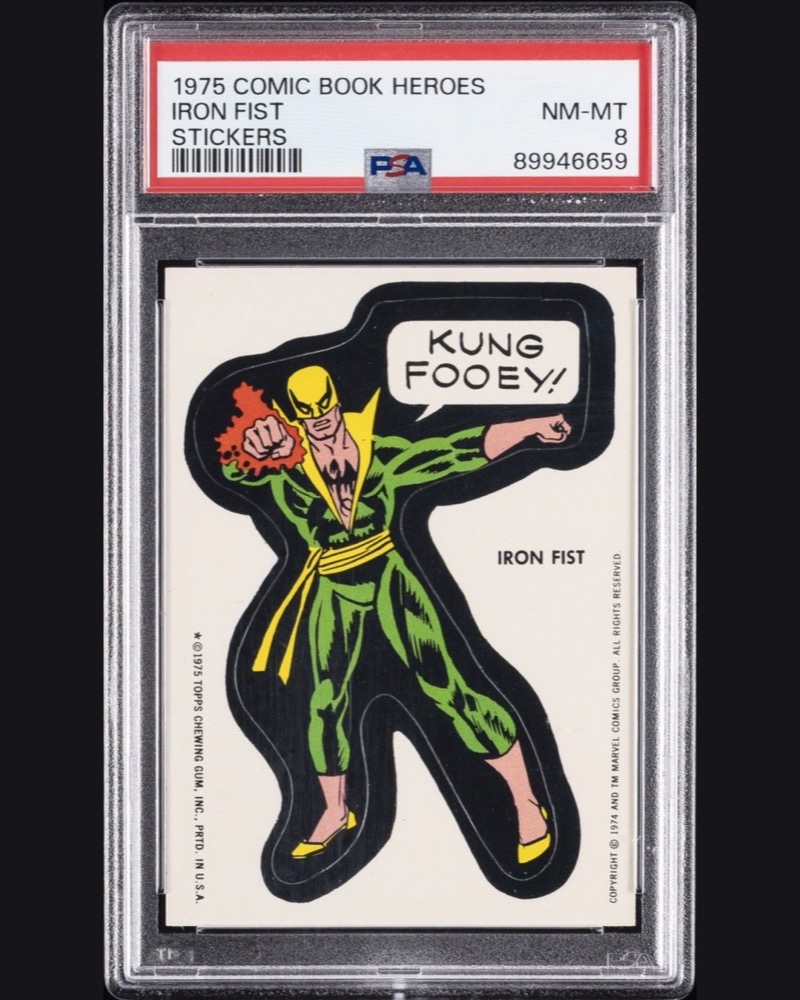 1975 COMIC BOOK HEROES
IRON FIST NM-MT
STICKERS 8
PSA 89946659
KUNG
FOOEY!
IRON FIST
★ ©1975 TOPPS CHEWING GUM, INC., PRTD. IN U.S.A.
COPYRIGHT © 1974 AND TM MARVEL COMICS GROUP. ALL RIGHTS RESERVED
PSA